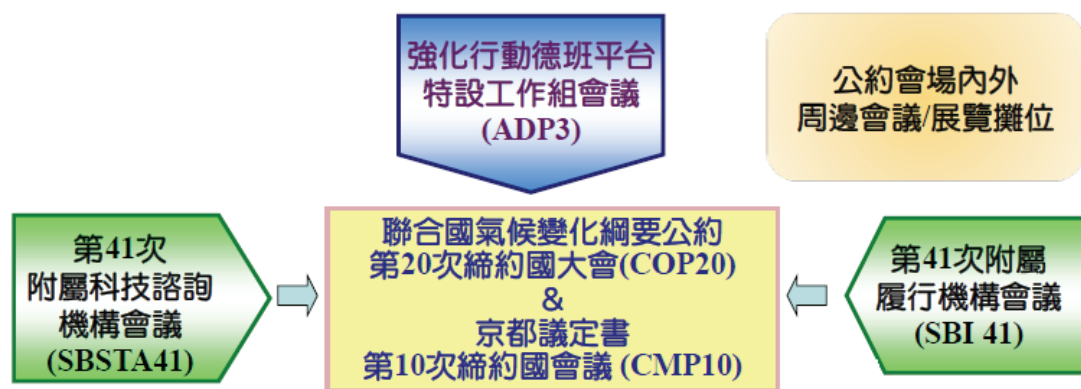 強化行動德班平台
特設工作組會議
(ADP3)
公約會場內外
周邊會議/展覽攤位
第41次
附屬科技諮詢
機構會議
(SBSTA41)
聯合國氣候變化綱要公約
第20次締約國大會(COP20)
&
京都議定書
第10次締約國會議 (CMP10)
第41次附屬
履行機構會議
(SBI 41)